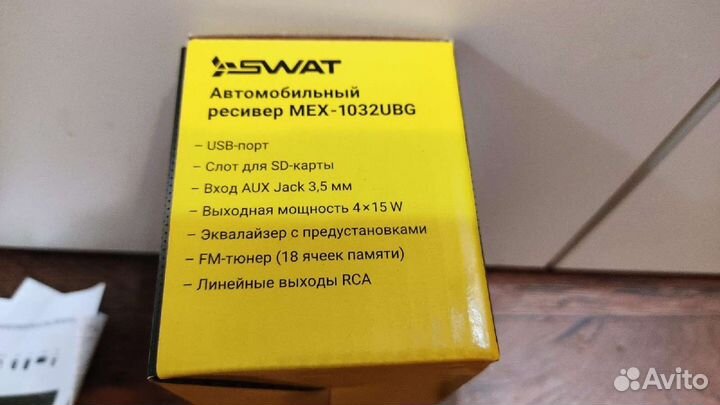 SWAT
Автомобильный
ресивер MEX-1032UBG
– USB-порт
– Слот для SD-карты
– Вход AUX Jack 3,5 мм
– Выходная мощность 4×15 W
– Эквалайзер с предустановками
– FM-тюнер (18 ячеек памяти)
– Линейные выходы RCA
Avito